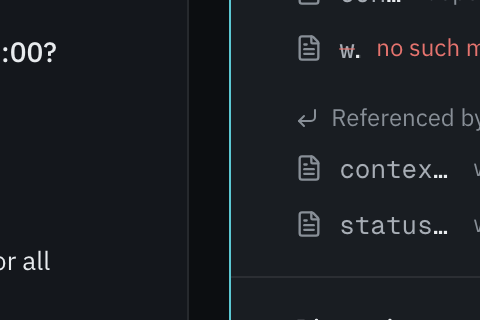 :00?
or all
w. no such m
Referenced by
contex… w
status… w